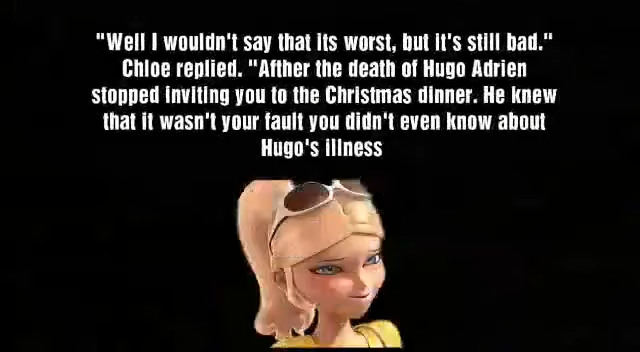 "Well I wouldn't say that its worst, but it's still bad."
Chloe replied. "Afther the death of Hugo Adrien
stopped inviting you to the Christmas dinner. He knew
that it wasn't your fault you didn't even know about
Hugo's illness